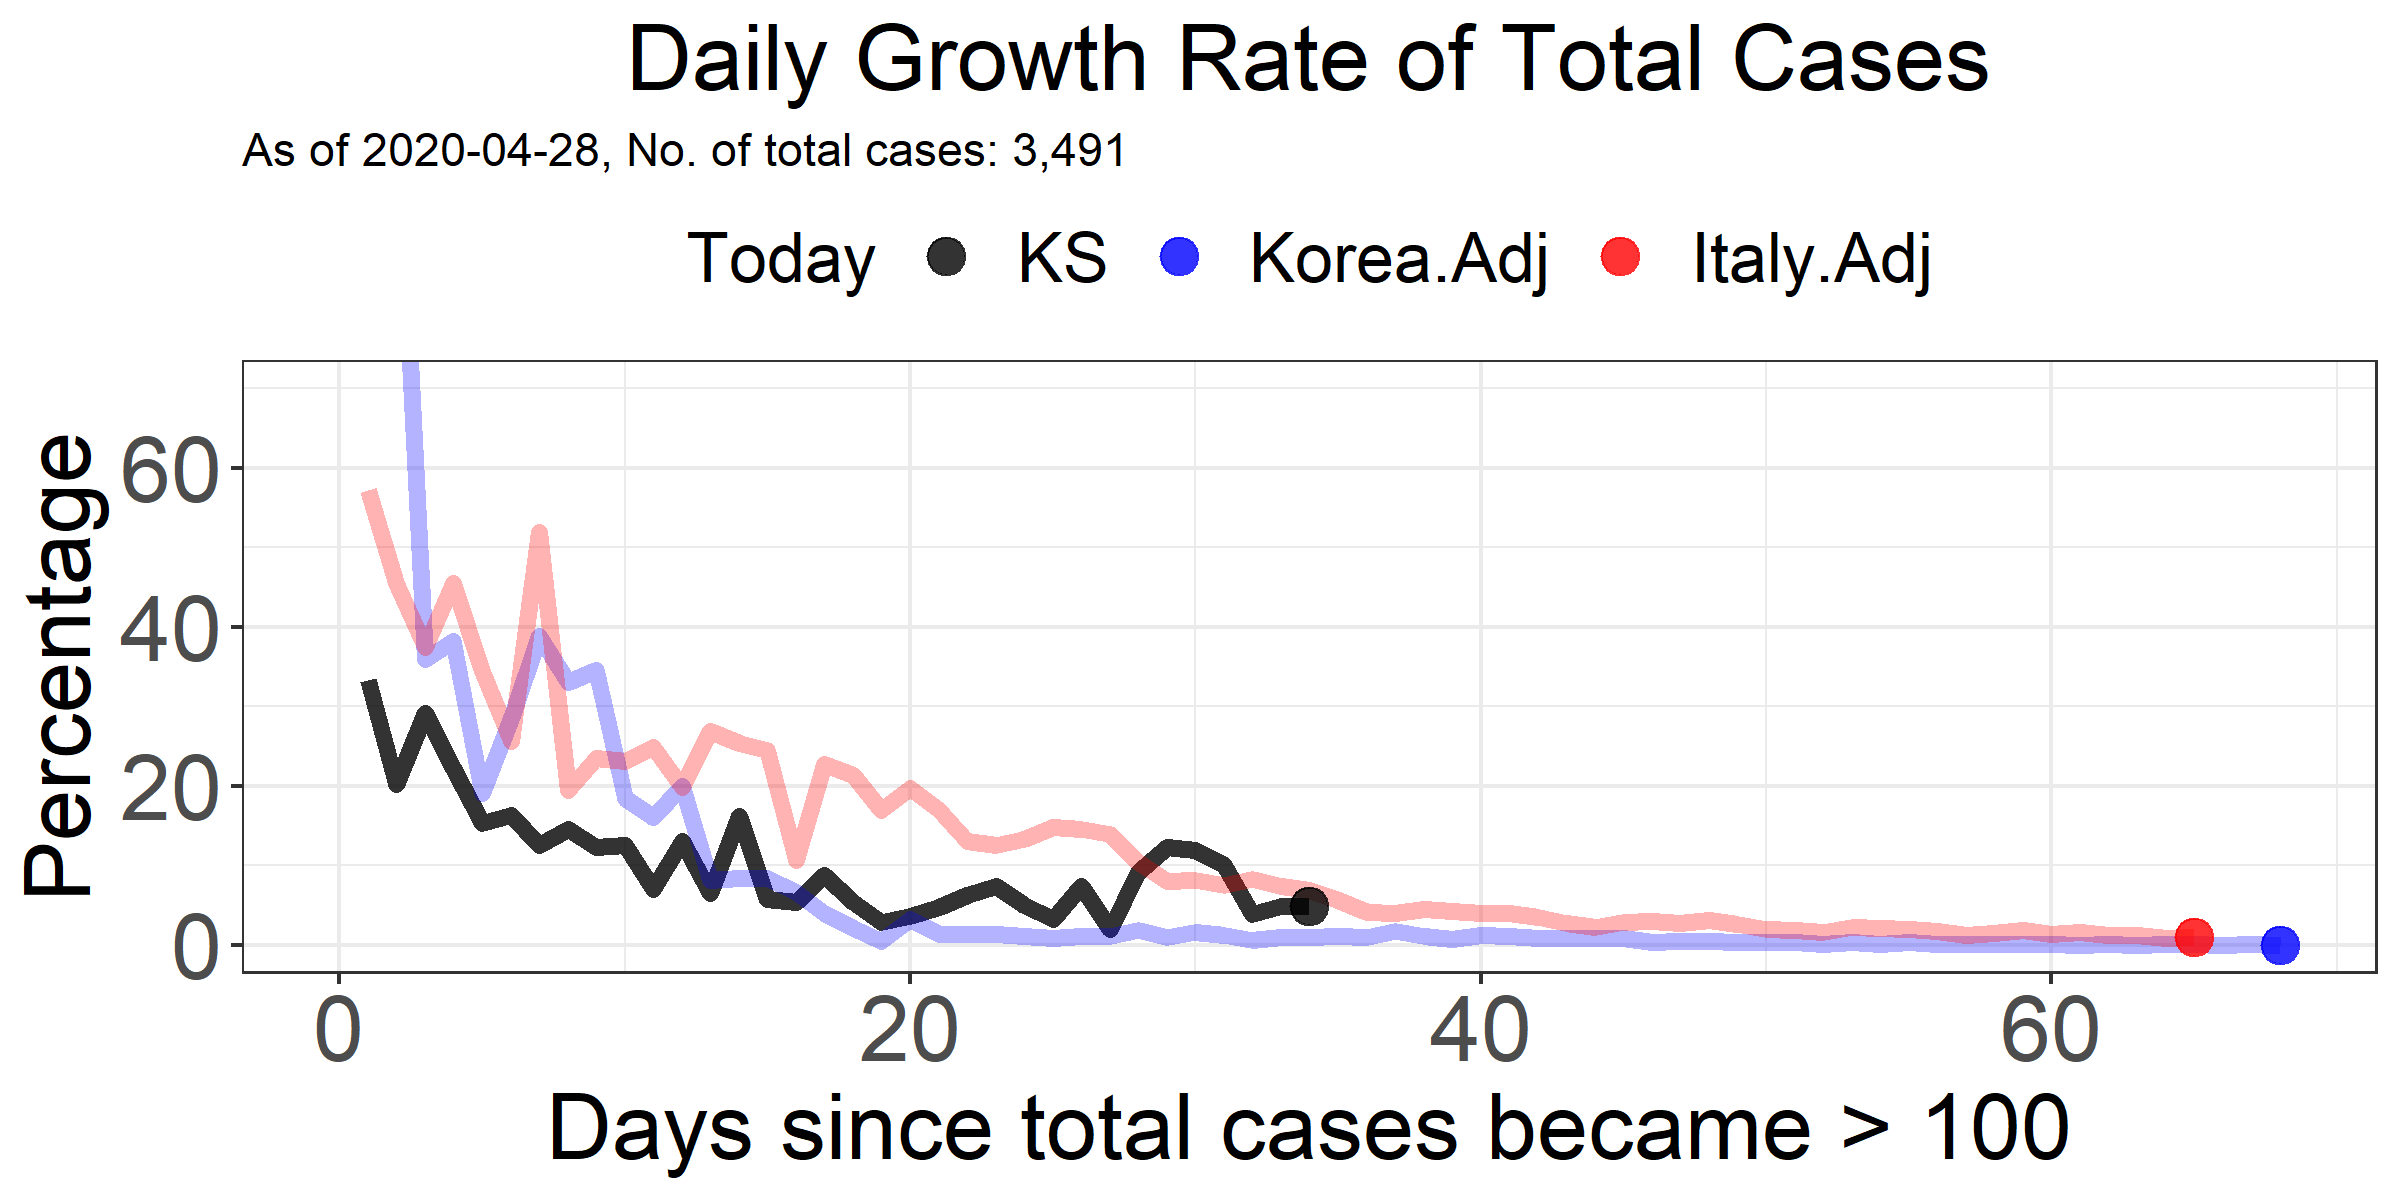 Daily Growth Rate of Total Cases
As of 2020-04-28, No. of total cases: 3,491
Today KS Korea.Adj Italy.Adj
Percentage
60
40
20
0
0 20 40 60
Days since total cases became > 100